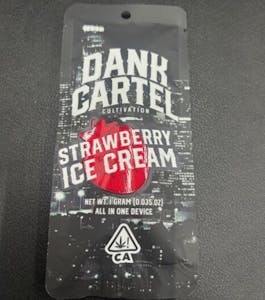 DANK
CARTEL
CULTIVATION
STRAWBERRY
ICE CREAM
NET WT. 1 GRAM (0.035 OZ)
ALL IN ONE DEVICE
CA